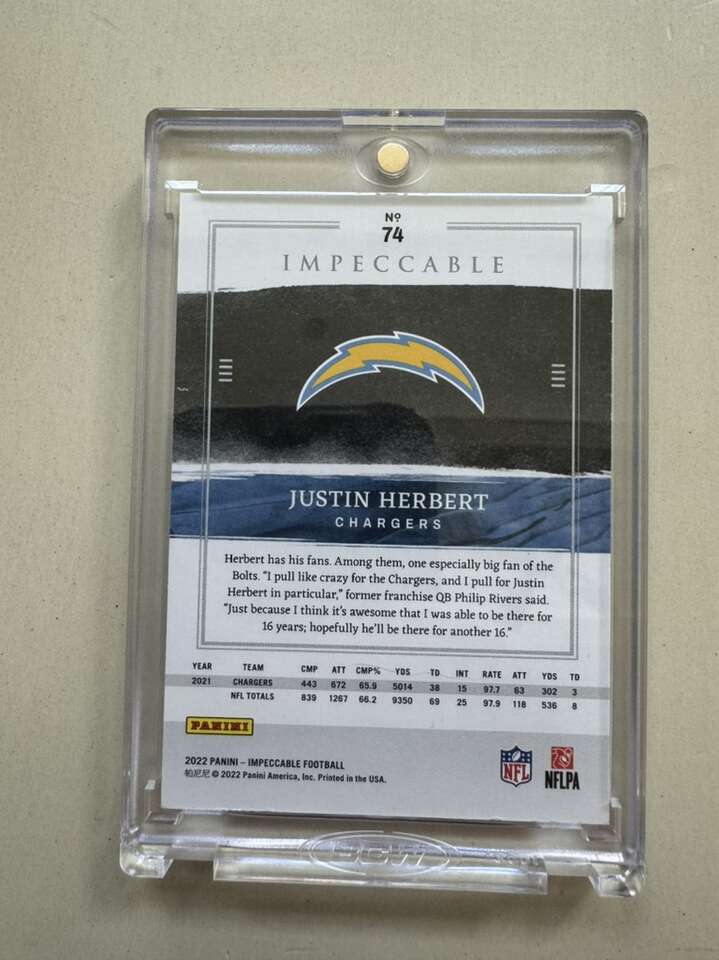 Nº
74
IMPECCABLE
JUSTIN HERBERT
CHARGERS
Herbert has his fans. Among them, one especially big fan of the
Bolts. "I pull like crazy for the Chargers, and I pull for Justin
Herbert in particular," former franchise QB Philip Rivers said.
"Just because I think it's awesome that I was able to be there for
16 years; hopefully he'll be there for another 16."
YEAR TEAM CMP ATT CMP% YDS TD INT RATE ATT YDS TD
2021 CHARGERS 443 672 65.9 5014 38 15 97.7 63 302 3
NFL TOTALS 839 1267 66.2 9350 69 25 97.9 118 536 8
PANINI
2022 PANINI – IMPECCABLE FOOTBALL
帕尼尼 © 2022 Panini America, Inc. Printed in the USA.
NFL
NFLPA
BCW